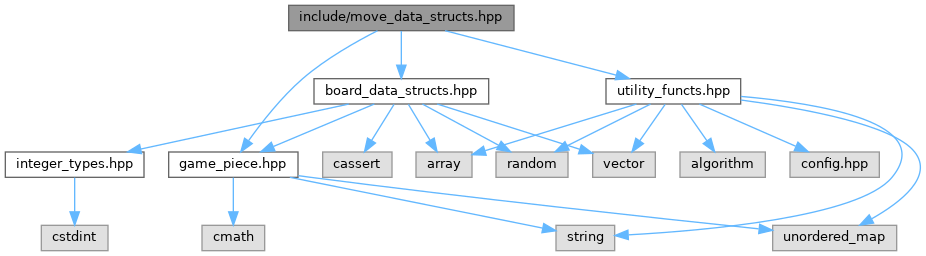 include/move_data_structs.hpp
board_data_structs.hpp
utility_functs.hpp
integer_types.hpp
game_piece.hpp
cassert
array
random
vector
algorithm
config.hpp
cstdint
cmath
string
unordered_map